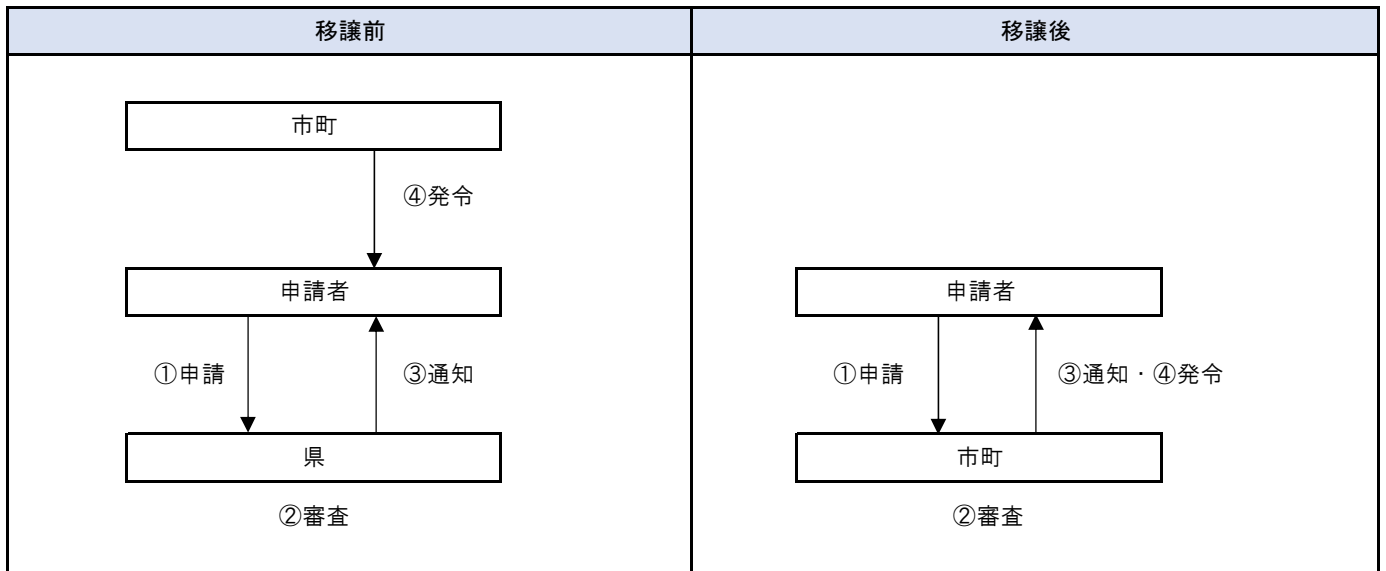 移譲前
移譲後
市町
④発令
申請者
①申請
③通知
県
②審査
申請者
①申請
③通知・④発令
市町
②審査